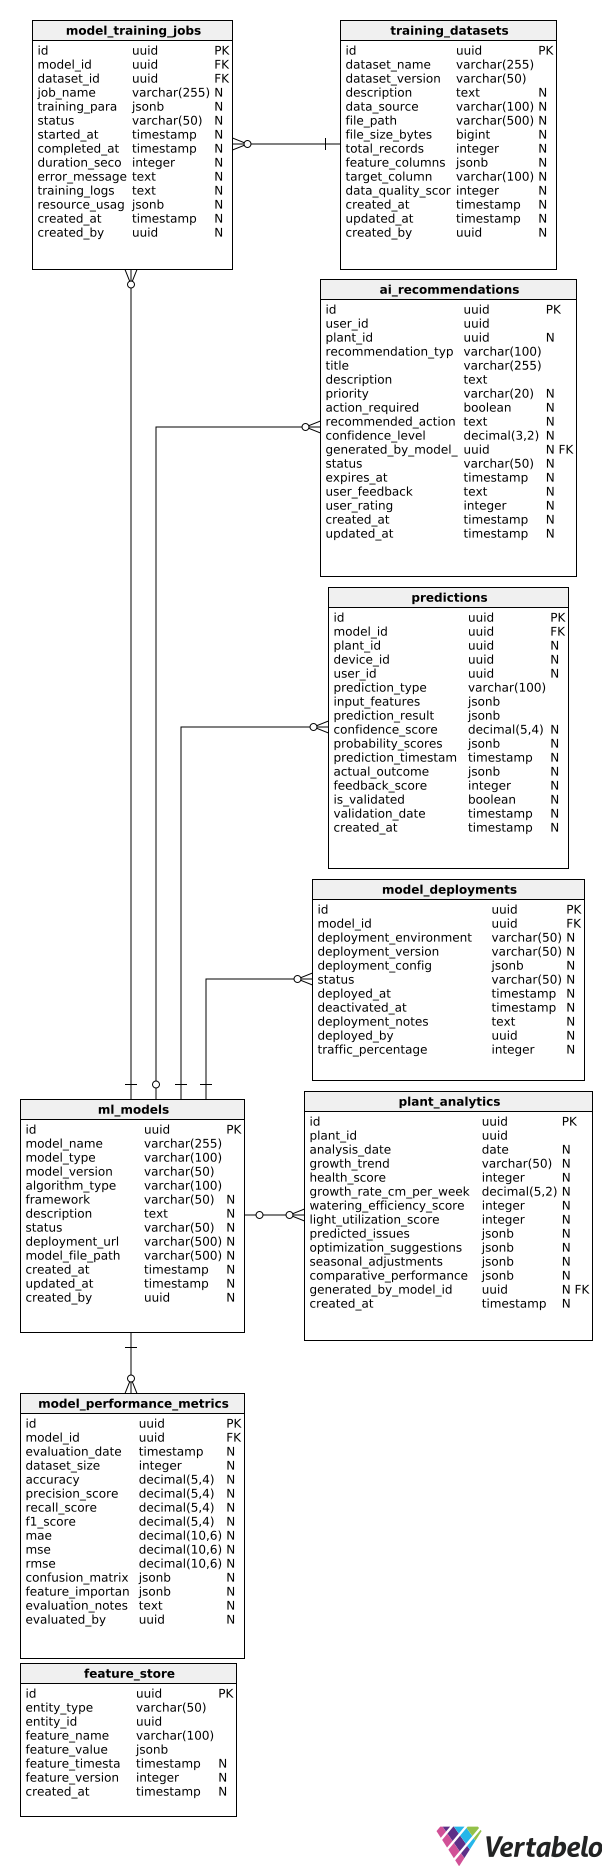 model_training_jobs
id uuid PK
model_id uuid FK
dataset_id uuid FK
job_name varchar(255) N
training_para jsonb N
status varchar(50) N
started_at timestamp N
completed_at timestamp N
duration_seco integer N
error_message text N
training_logs text N
resource_usag jsonb N
created_at timestamp N
created_by uuid N
training_datasets
id uuid PK
dataset_name varchar(255)
dataset_version varchar(50)
description text N
data_source varchar(100) N
file_path varchar(500) N
file_size_bytes bigint N
total_records integer N
feature_columns jsonb N
target_column varchar(100) N
data_quality_scor integer N
created_at timestamp N
updated_at timestamp N
created_by uuid N
ai_recommendations
id uuid PK
user_id uuid
plant_id uuid N
recommendation_typ varchar(100)
title varchar(255)
description text
priority varchar(20) N
action_required boolean N
recommended_action text N
confidence_level decimal(3,2) N
generated_by_model_ uuid N FK
status varchar(50) N
expires_at timestamp N
user_feedback text N
user_rating integer N
created_at timestamp N
updated_at timestamp N
predictions
id uuid PK
model_id uuid FK
plant_id uuid N
device_id uuid N
user_id uuid N
prediction_type varchar(100)
input_features jsonb
prediction_result jsonb
confidence_score decimal(5,4) N
probability_scores jsonb N
prediction_timestam timestamp N
actual_outcome jsonb N
feedback_score integer N
is_validated boolean N
validation_date timestamp N
created_at timestamp N
model_deployments
id uuid PK
model_id uuid FK
deployment_environment varchar(50) N
deployment_version varchar(50) N
deployment_config jsonb N
status varchar(50) N
deployed_at timestamp N
deactivated_at timestamp N
deployment_notes text N
deployed_by uuid N
traffic_percentage integer N
ml_models
id uuid PK
model_name varchar(255)
model_type varchar(100)
model_version varchar(50)
algorithm_type varchar(100)
framework varchar(50) N
description text N
status varchar(50) N
deployment_url varchar(500) N
model_file_path varchar(500) N
created_at timestamp N
updated_at timestamp N
created_by uuid N
plant_analytics
id uuid PK
plant_id uuid
analysis_date date N
growth_trend varchar(50) N
health_score integer N
growth_rate_cm_per_week decimal(5,2) N
watering_efficiency_score integer N
light_utilization_score integer N
predicted_issues jsonb N
optimization_suggestions jsonb N
seasonal_adjustments jsonb N
comparative_performance jsonb N
generated_by_model_id uuid N FK
created_at timestamp N
model_performance_metrics
id uuid PK
model_id uuid FK
evaluation_date timestamp N
dataset_size integer N
accuracy decimal(5,4) N
precision_score decimal(5,4) N
recall_score decimal(5,4) N
f1_score decimal(5,4) N
mae decimal(10,6) N
mse decimal(10,6) N
rmse decimal(10,6) N
confusion_matrix jsonb N
feature_importan jsonb N
evaluation_notes text N
evaluated_by uuid N
feature_store
id uuid PK
entity_type varchar(50)
entity_id uuid
feature_name varchar(100)
feature_value jsonb
feature_timesta timestamp N
feature_version integer N
created_at timestamp N
Vertabelo